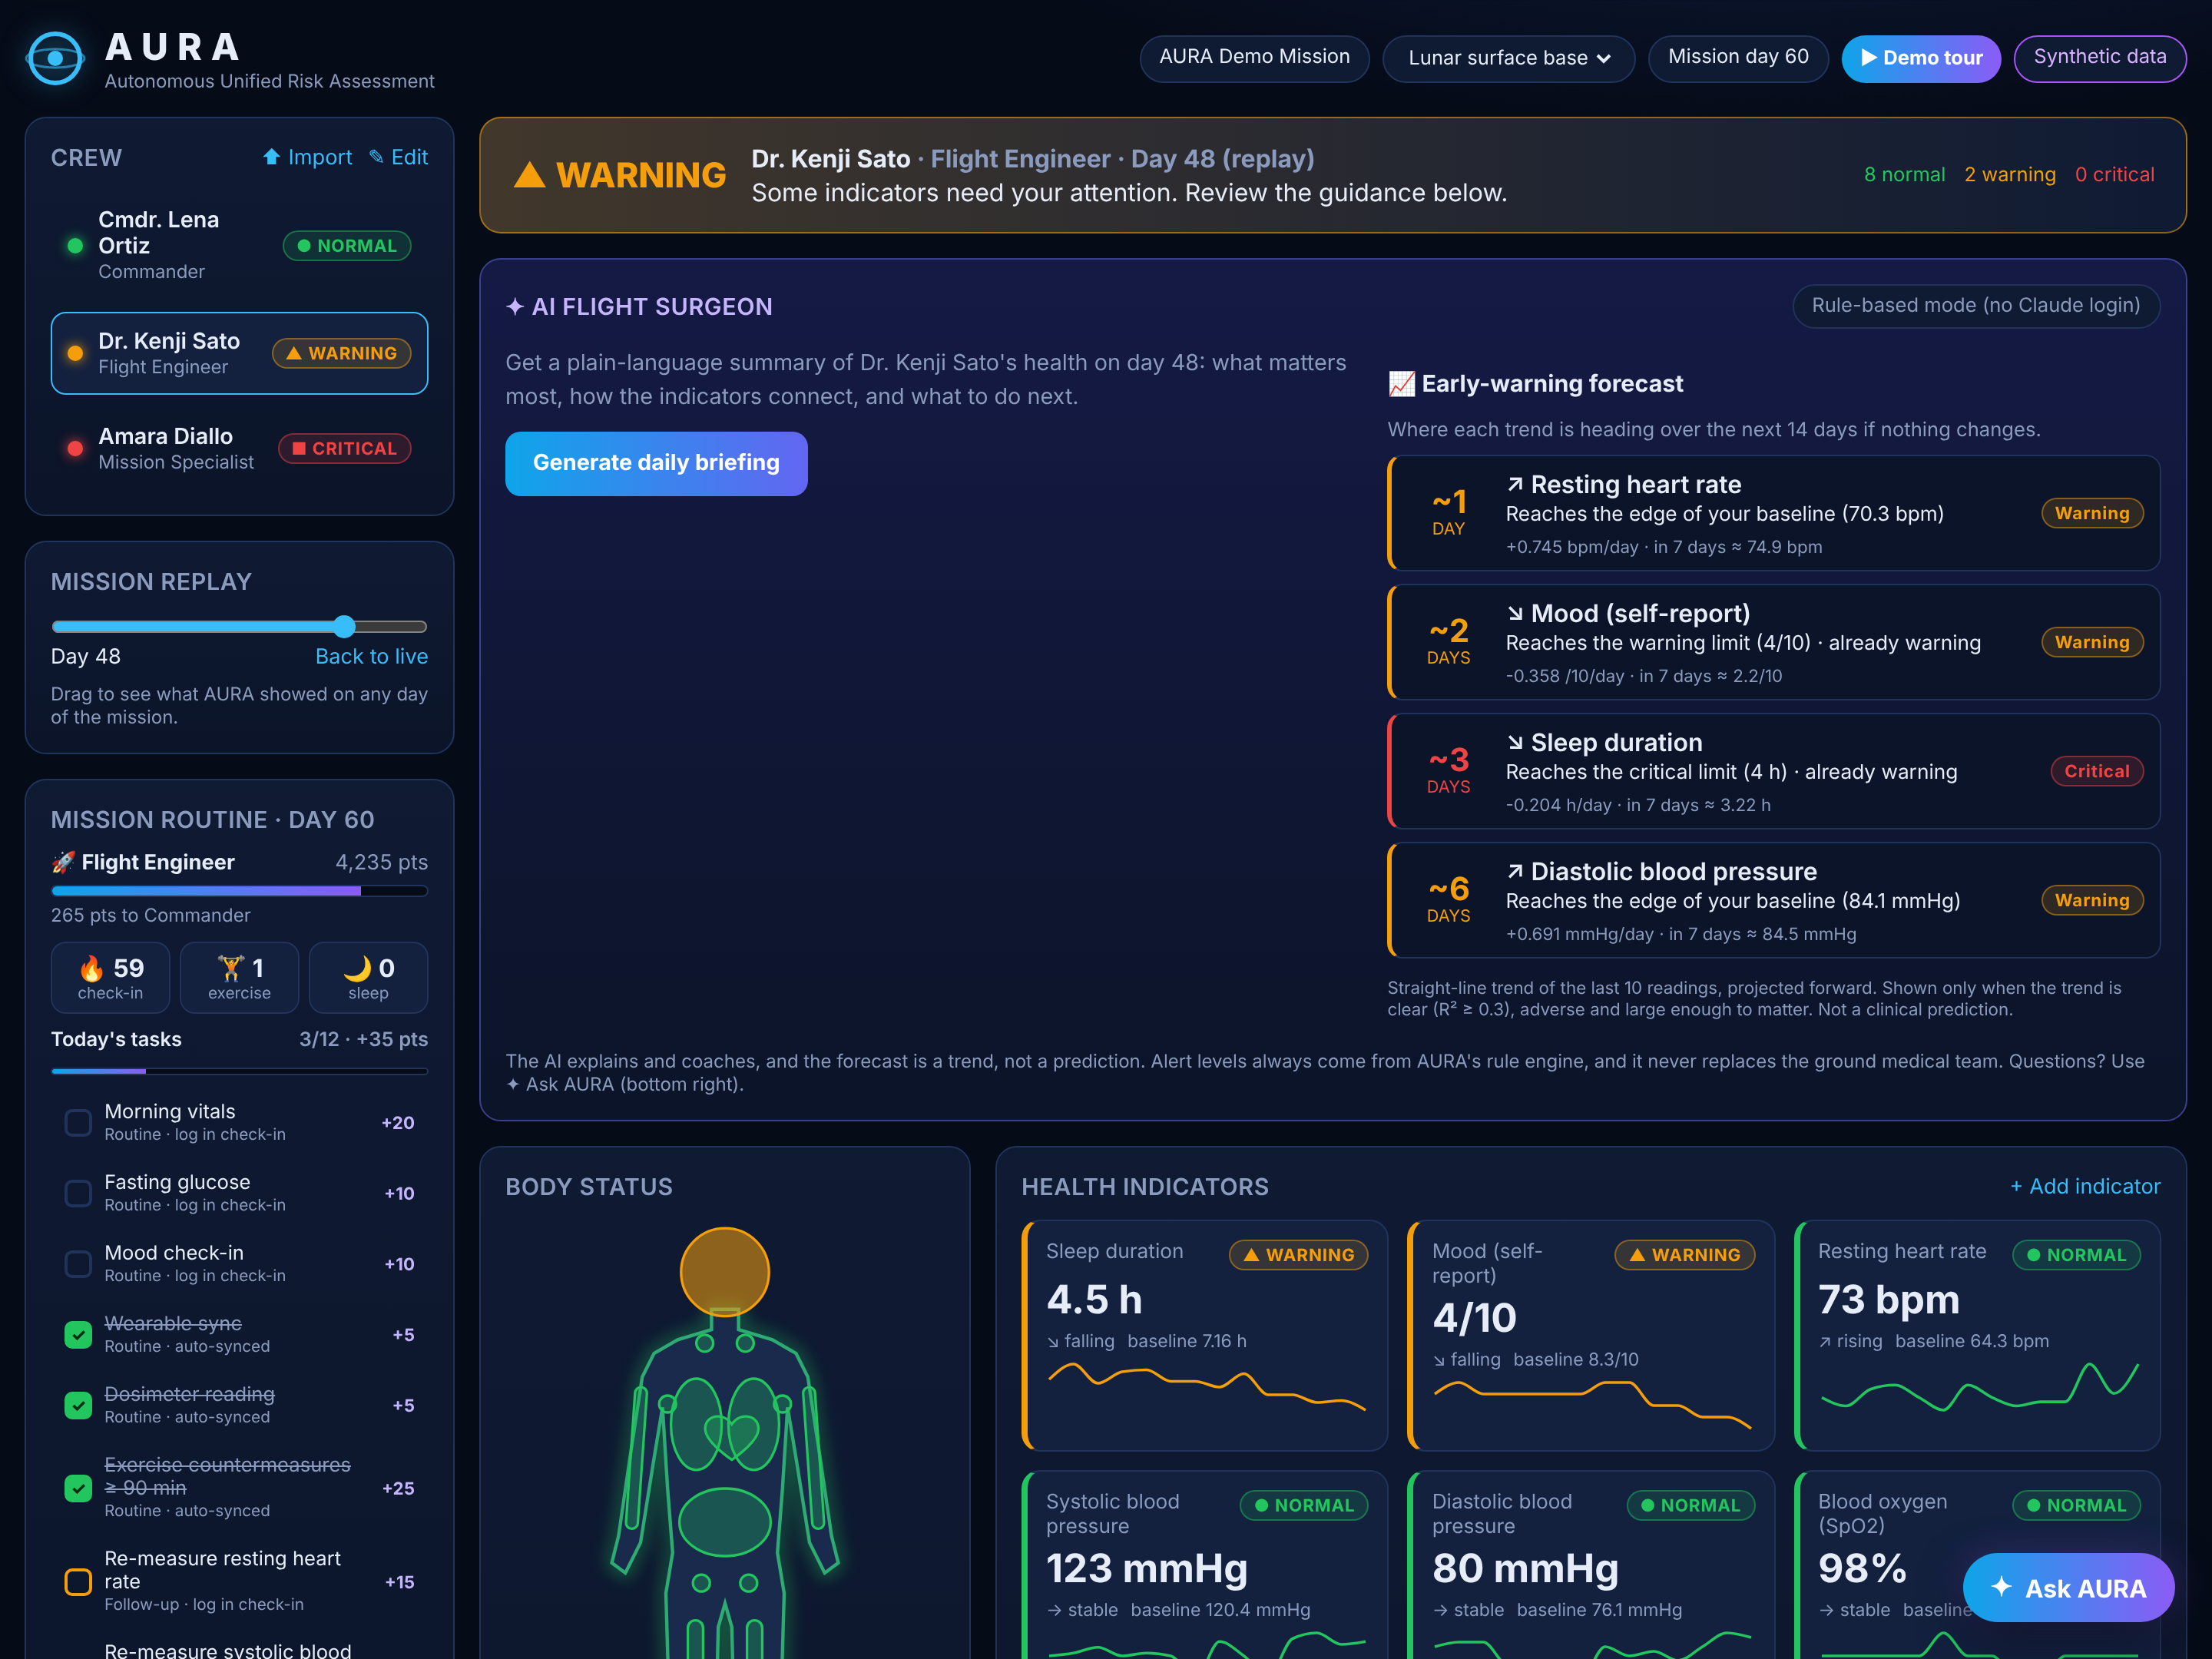 AURA
Autonomous Unified Risk Assessment
AURA Demo Mission
Lunar surface base
Mission day 60
▶ Demo tour
Synthetic data
CREW
Import
✎ Edit
Cmdr. Lena
Ortiz
Commander
● NORMAL
Dr. Kenji Sato
Flight Engineer
▲ WARNING
Amara Diallo
Mission Specialist
■ CRITICAL
MISSION REPLAY
Day 48
Back to live
Drag to see what AURA showed on any day
of the mission.
MISSION ROUTINE · DAY 60
🚀 Flight Engineer
4,235 pts
265 pts to Commander
🔥 59
check-in
🏋 1
exercise
🌙 0
sleep
Today's tasks
3/12 · +35 pts
Morning vitals
Routine · log in check-in
+20
Fasting glucose
Routine · log in check-in
+10
Mood check-in
Routine · log in check-in
+10
Wearable sync
Routine · auto-synced
+5
Dosimeter reading
Routine · auto-synced
+5
Exercise countermeasures
≥ 90 min
Routine · auto-synced
+25
Re-measure resting heart
rate
Follow-up · log in check-in
+15
Re-measure systolic blood
▲ WARNING
Dr. Kenji Sato · Flight Engineer · Day 48 (replay)
Some indicators need your attention. Review the guidance below.
8 normal 2 warning 0 critical
✦ AI FLIGHT SURGEON
Rule-based mode (no Claude login)
Get a plain-language summary of Dr. Kenji Sato's health on day 48: what matters
most, how the indicators connect, and what to do next.
Generate daily briefing
📈 Early-warning forecast
Where each trend is heading over the next 14 days if nothing changes.
~1
DAY
↗ Resting heart rate
Reaches the edge of your baseline (70.3 bpm)
+0.745 bpm/day · in 7 days ≈ 74.9 bpm
Warning
~2
DAYS
↘ Mood (self-report)
Reaches the warning limit (4/10) · already warning
-0.358 /10/day · in 7 days ≈ 2.2/10
Warning
~3
DAYS
↘ Sleep duration
Reaches the critical limit (4 h) · already warning
-0.204 h/day · in 7 days ≈ 3.22 h
Critical
~6
DAYS
↗ Diastolic blood pressure
Reaches the edge of your baseline (84.1 mmHg)
+0.691 mmHg/day · in 7 days ≈ 84.5 mmHg
Warning
Straight-line trend of the last 10 readings, projected forward. Shown only when the trend is
clear (R² ≥ 0.3), adverse and large enough to matter. Not a clinical prediction.
The AI explains and coaches, and the forecast is a trend, not a prediction. Alert levels always come from AURA's rule engine, and it never replaces the ground medical team. Questions? Use
✦ Ask AURA (bottom right).
BODY STATUS
HEALTH INDICATORS
+ Add indicator
Sleep duration
▲ WARNING
4.5 h
↘ falling baseline 7.16 h
Mood (self-
report)
▲ WARNING
4/10
↘ falling baseline 8.3/10
Resting heart rate
● NORMAL
73 bpm
↗ rising baseline 64.3 bpm
Systolic blood
pressure
● NORMAL
123 mmHg
→ stable baseline 120.4 mmHg
Diastolic blood
pressure
● NORMAL
80 mmHg
→ stable baseline 76.1 mmHg
Blood oxygen
(SpO2)
● NORMAL
98%
→ stable baseline
✦ Ask AURA